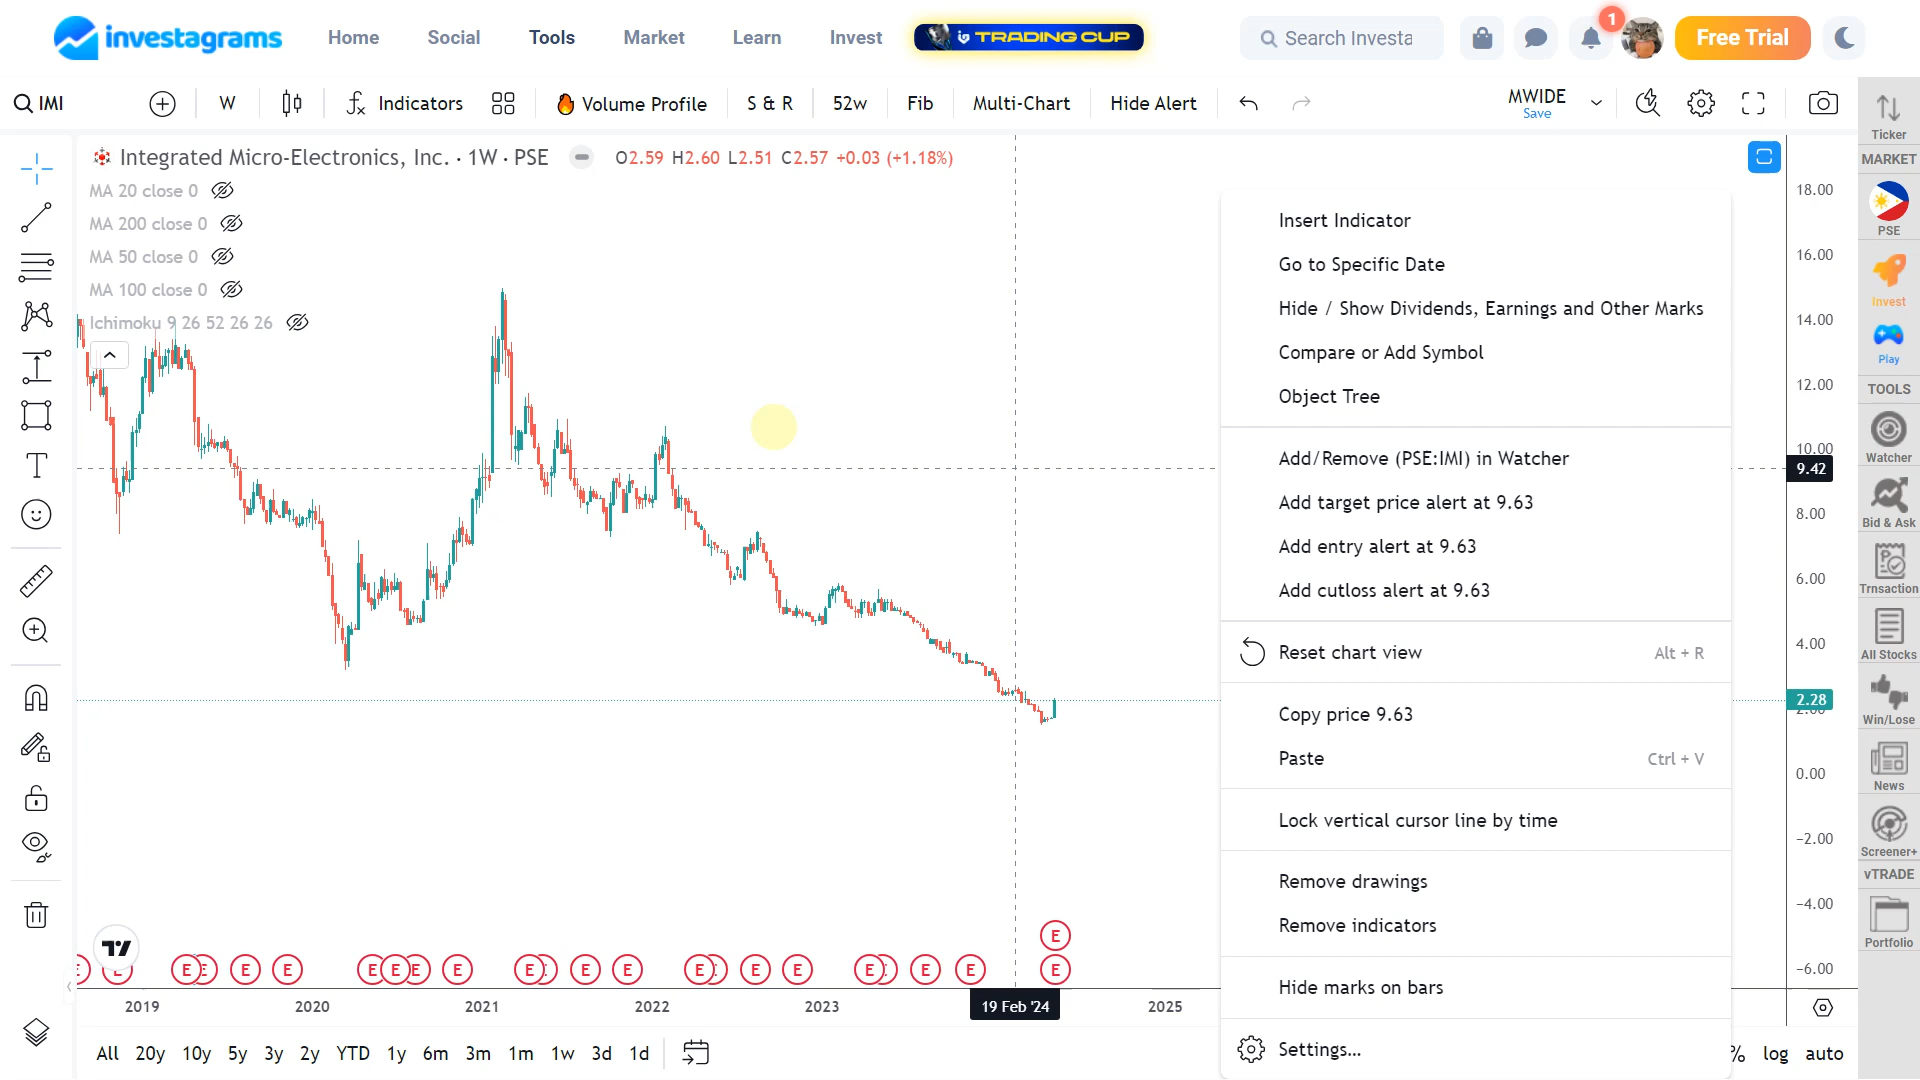 investagrams Home Social Tools Market Learn Invest TRADING CUP Search Investa 1 Free Trial
IMI W Indicators Volume Profile S & R 52w Fib Multi-Chart Hide Alert MWIDE
Save
Ticker
MARKET
PSE
Invest
Play
TOOLS
Watcher
Bid & Ask
Trnsaction
All Stocks
Win/Lose
News
Screener+
vTRADE
Portfolio
Integrated Micro-Electronics, Inc. · 1W · PSE O2.59 H2.60 L2.51 C2.57 +0.03 (+1.18%)
MA 20 close 0
MA 200 close 0
MA 50 close 0
MA 100 close 0
Ichimoku 9 26 52 26 26
Insert Indicator
Go to Specific Date
Hide / Show Dividends, Earnings and Other Marks
Compare or Add Symbol
Object Tree
Add/Remove (PSE:IMI) in Watcher
Add target price alert at 9.63
Add entry alert at 9.63
Add cutloss alert at 9.63
Reset chart view Alt + R
Copy price 9.63
Paste Ctrl + V
Lock vertical cursor line by time
Remove drawings
Remove indicators
Hide marks on bars
Settings...
18.00
16.00
14.00
12.00
10.00
9.42
8.00
6.00
4.00
2.28
2.00
0.00
−2.00
−4.00
−6.00
E
E E E E E E E E E E E E E E E E E E E E E E E
2019 2020 2021 2022 2023 19 Feb '24 2025
All 20y 10y 5y 3y 2y YTD 1y 6m 3m 1m 1w 3d 1d % log auto